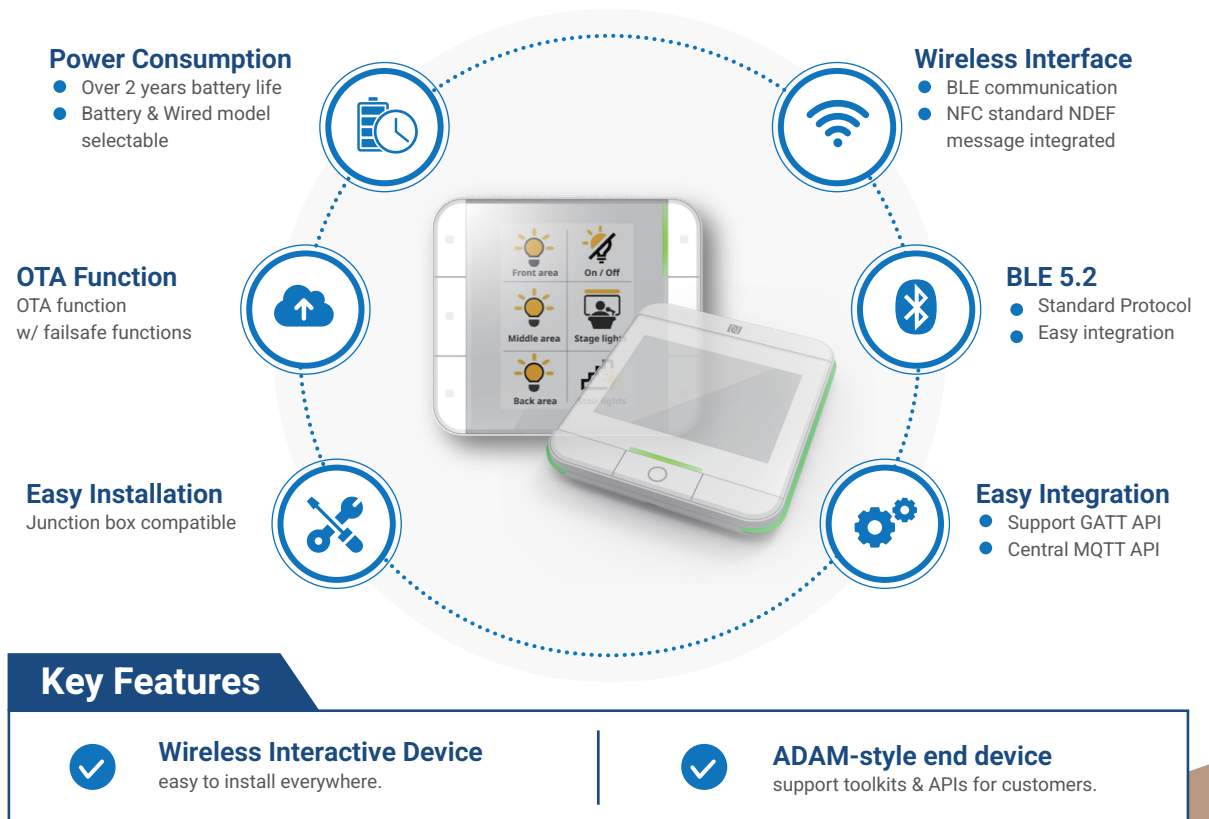 Power Consumption
Over 2 years battery life
Battery & Wired model
selectable
Wireless Interface
BLE communication
NFC standard NDEF
message integrated
OTA Function
OTA function
w/ failsafe functions
BLE 5.2
Standard Protocol
Easy integration
Front area
On / Off
Middle area
Stage lights
Back area
Stair lights
Easy Installation
Junction box compatible
Easy Integration
Support GATT API
Central MQTT API
Key Features
Wireless Interactive Device
easy to install everywhere.
ADAM-style end device
support toolkits & APIs for customers.